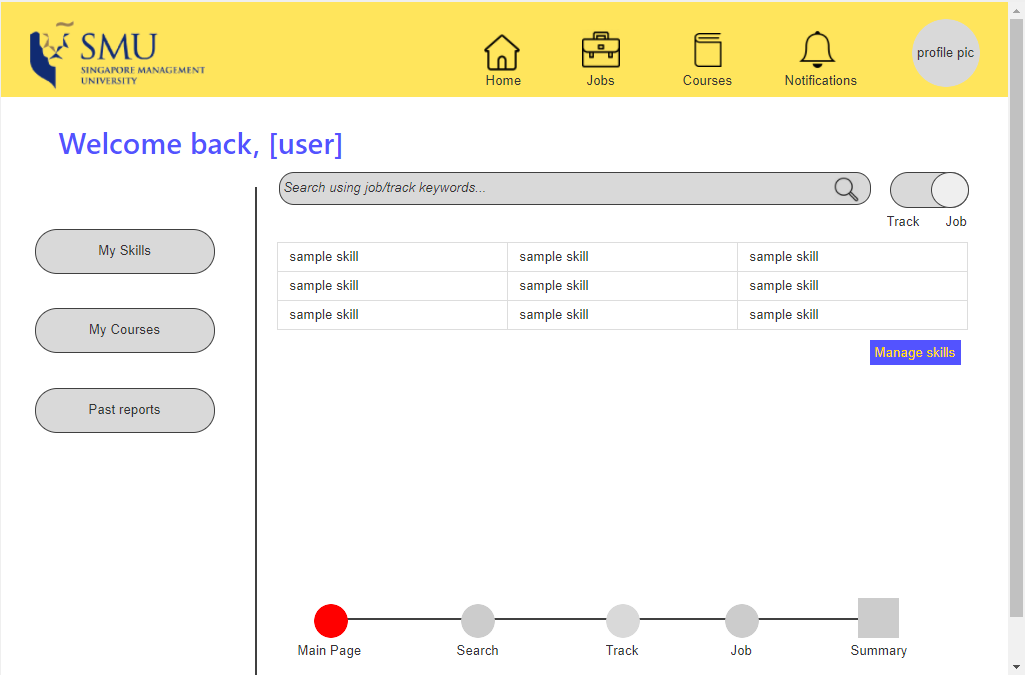 SMU
SINGAPORE MANAGEMENT
UNIVERSITY
Home
Jobs
Courses
Notifications
profile pic
Welcome back, [user]
Search using job/track keywords...
Track
Job
My Skills
My Courses
Past reports
sample skill sample skill sample skill
sample skill sample skill sample skill
sample skill sample skill sample skill
Manage skills
Main Page
Search
Track
Job
Summary